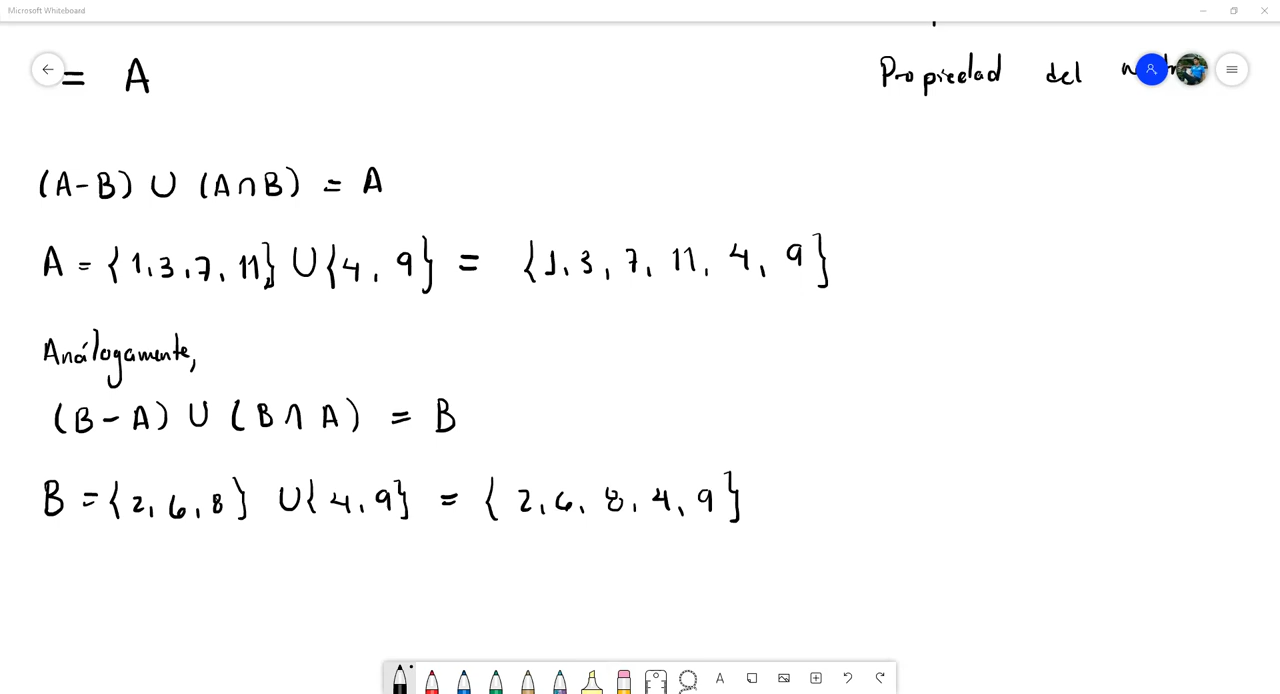 Microsoft Whiteboard
= A
Propiedad del
(A-B) ∪ (A∩B) = A
A = {1,3,7,11} ∪ {4, 9} = {1, 3, 7, 11, 4, 9}
Análogamente,
(B-A) ∪ (B∩A) = B
B = {2, 6, 8} ∪ {4, 9} = {2, 6, 8, 4, 9}
A